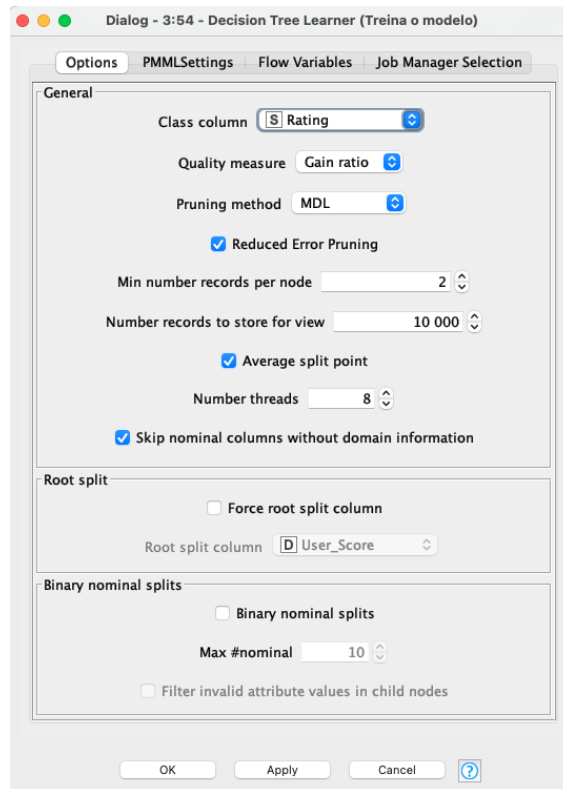 Dialog - 3:54 - Decision Tree Learner (Treina o modelo)
Options PMMLSettings Flow Variables Job Manager Selection
General
Class column S Rating
Quality measure Gain ratio
Pruning method MDL
Reduced Error Pruning
Min number records per node 2
Number records to store for view 10 000
Average split point
Number threads 8
Skip nominal columns without domain information
Root split
Force root split column
Root split column D User_Score
Binary nominal splits
Binary nominal splits
Max #nominal 10
Filter invalid attribute values in child nodes
OK Apply Cancel ?